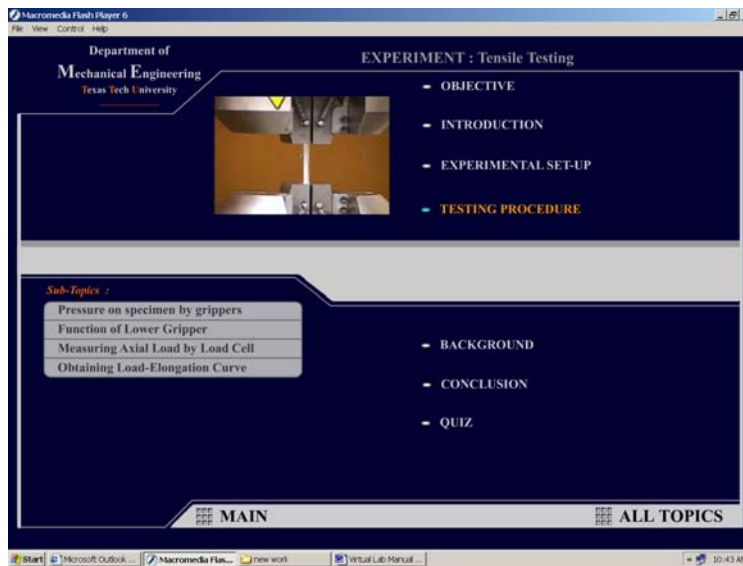 Macromedia Flash Player 6
File View Control Help
Department of
Mechanical Engineering
Texas Tech University
EXPERIMENT : Tensile Testing
OBJECTIVE
INTRODUCTION
EXPERIMENTAL SET-UP
TESTING PROCEDURE
Sub-Topics :
Pressure on specimen by grippers
Function of Lower Gripper
Measuring Axial Load by Load Cell
Obtaining Load-Elongation Curve
BACKGROUND
CONCLUSION
QUIZ
MAIN
ALL TOPICS
Start Microsoft Outlook ... Macromedia Flas... new work Virtual Lab Manual ... 10:43 AM